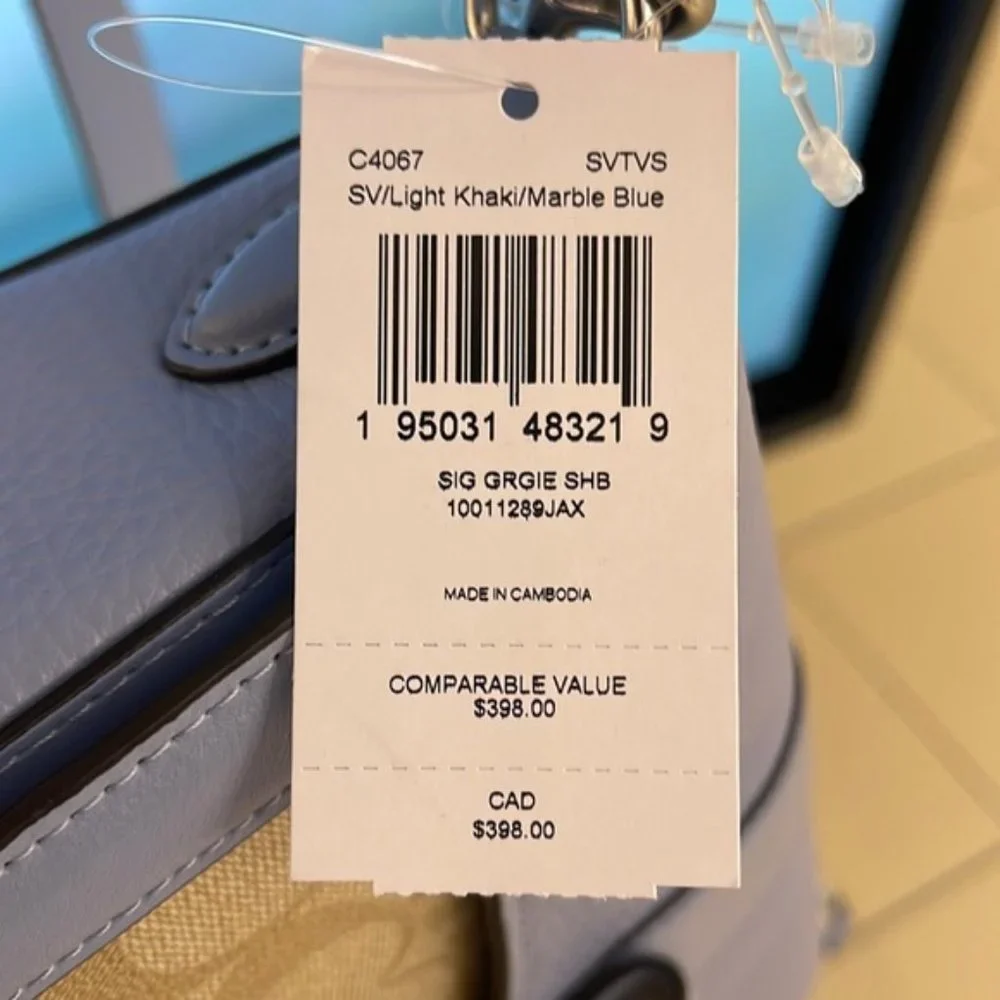 C4067 SVTVS
SV/Light Khaki/Marble Blue
1 95031 48321 9
SIG GRGIE SHB
10011289JAX
MADE IN CAMBODIA
COMPARABLE VALUE
$398.00
CAD
$398.00